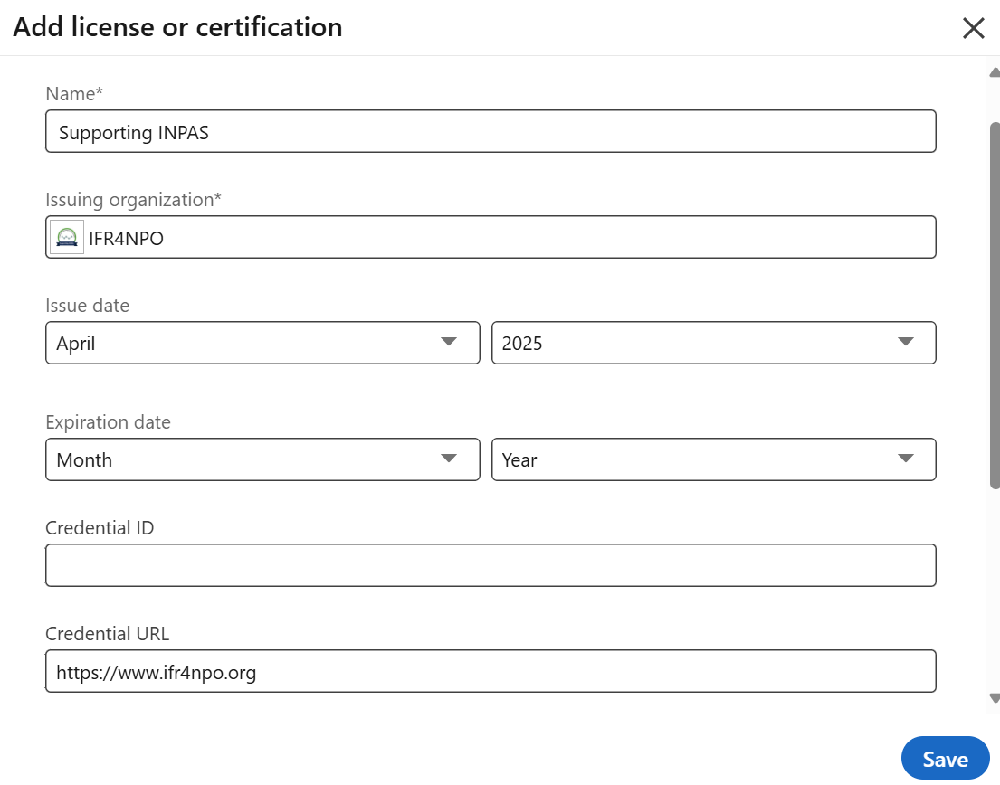 Add license or certification
Name*
Supporting INPAS
Issuing organization*
IFR4NPO
Issue date
April 2025
Expiration date
Month Year
Credential ID
Credential URL
https://www.ifr4npo.org
Save